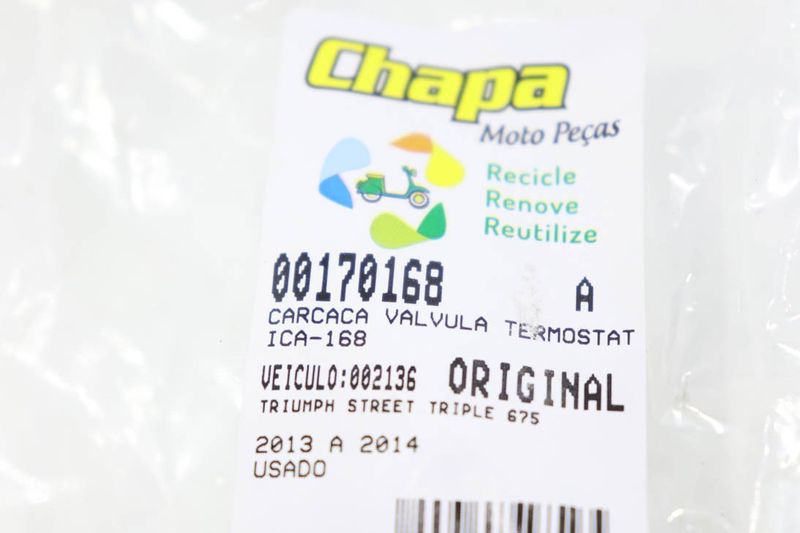 Chapa
Moto Peças
Recicle
Renove
Reutilize
00170168 A
CARCACA VALVULA TERMOSTAT
ICA-168
VEICULO:002136 ORIGINAL
TRIUMPH STREET TRIPLE 675
2013 A 2014
USADO